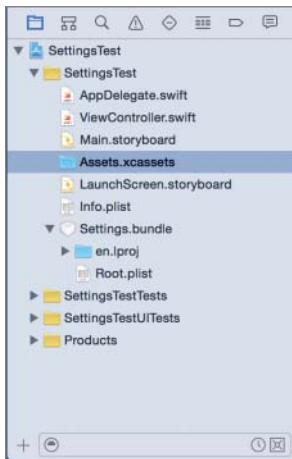 SettingsTest
SettingsTest
AppDelegate.swift
ViewController.swift
Main.storyboard
Assets.xcassets
LaunchScreen.storyboard
Info.plist
Settings.bundle
en.lproj
Root.plist
SettingsTestTests
SettingsTestUITests
Products